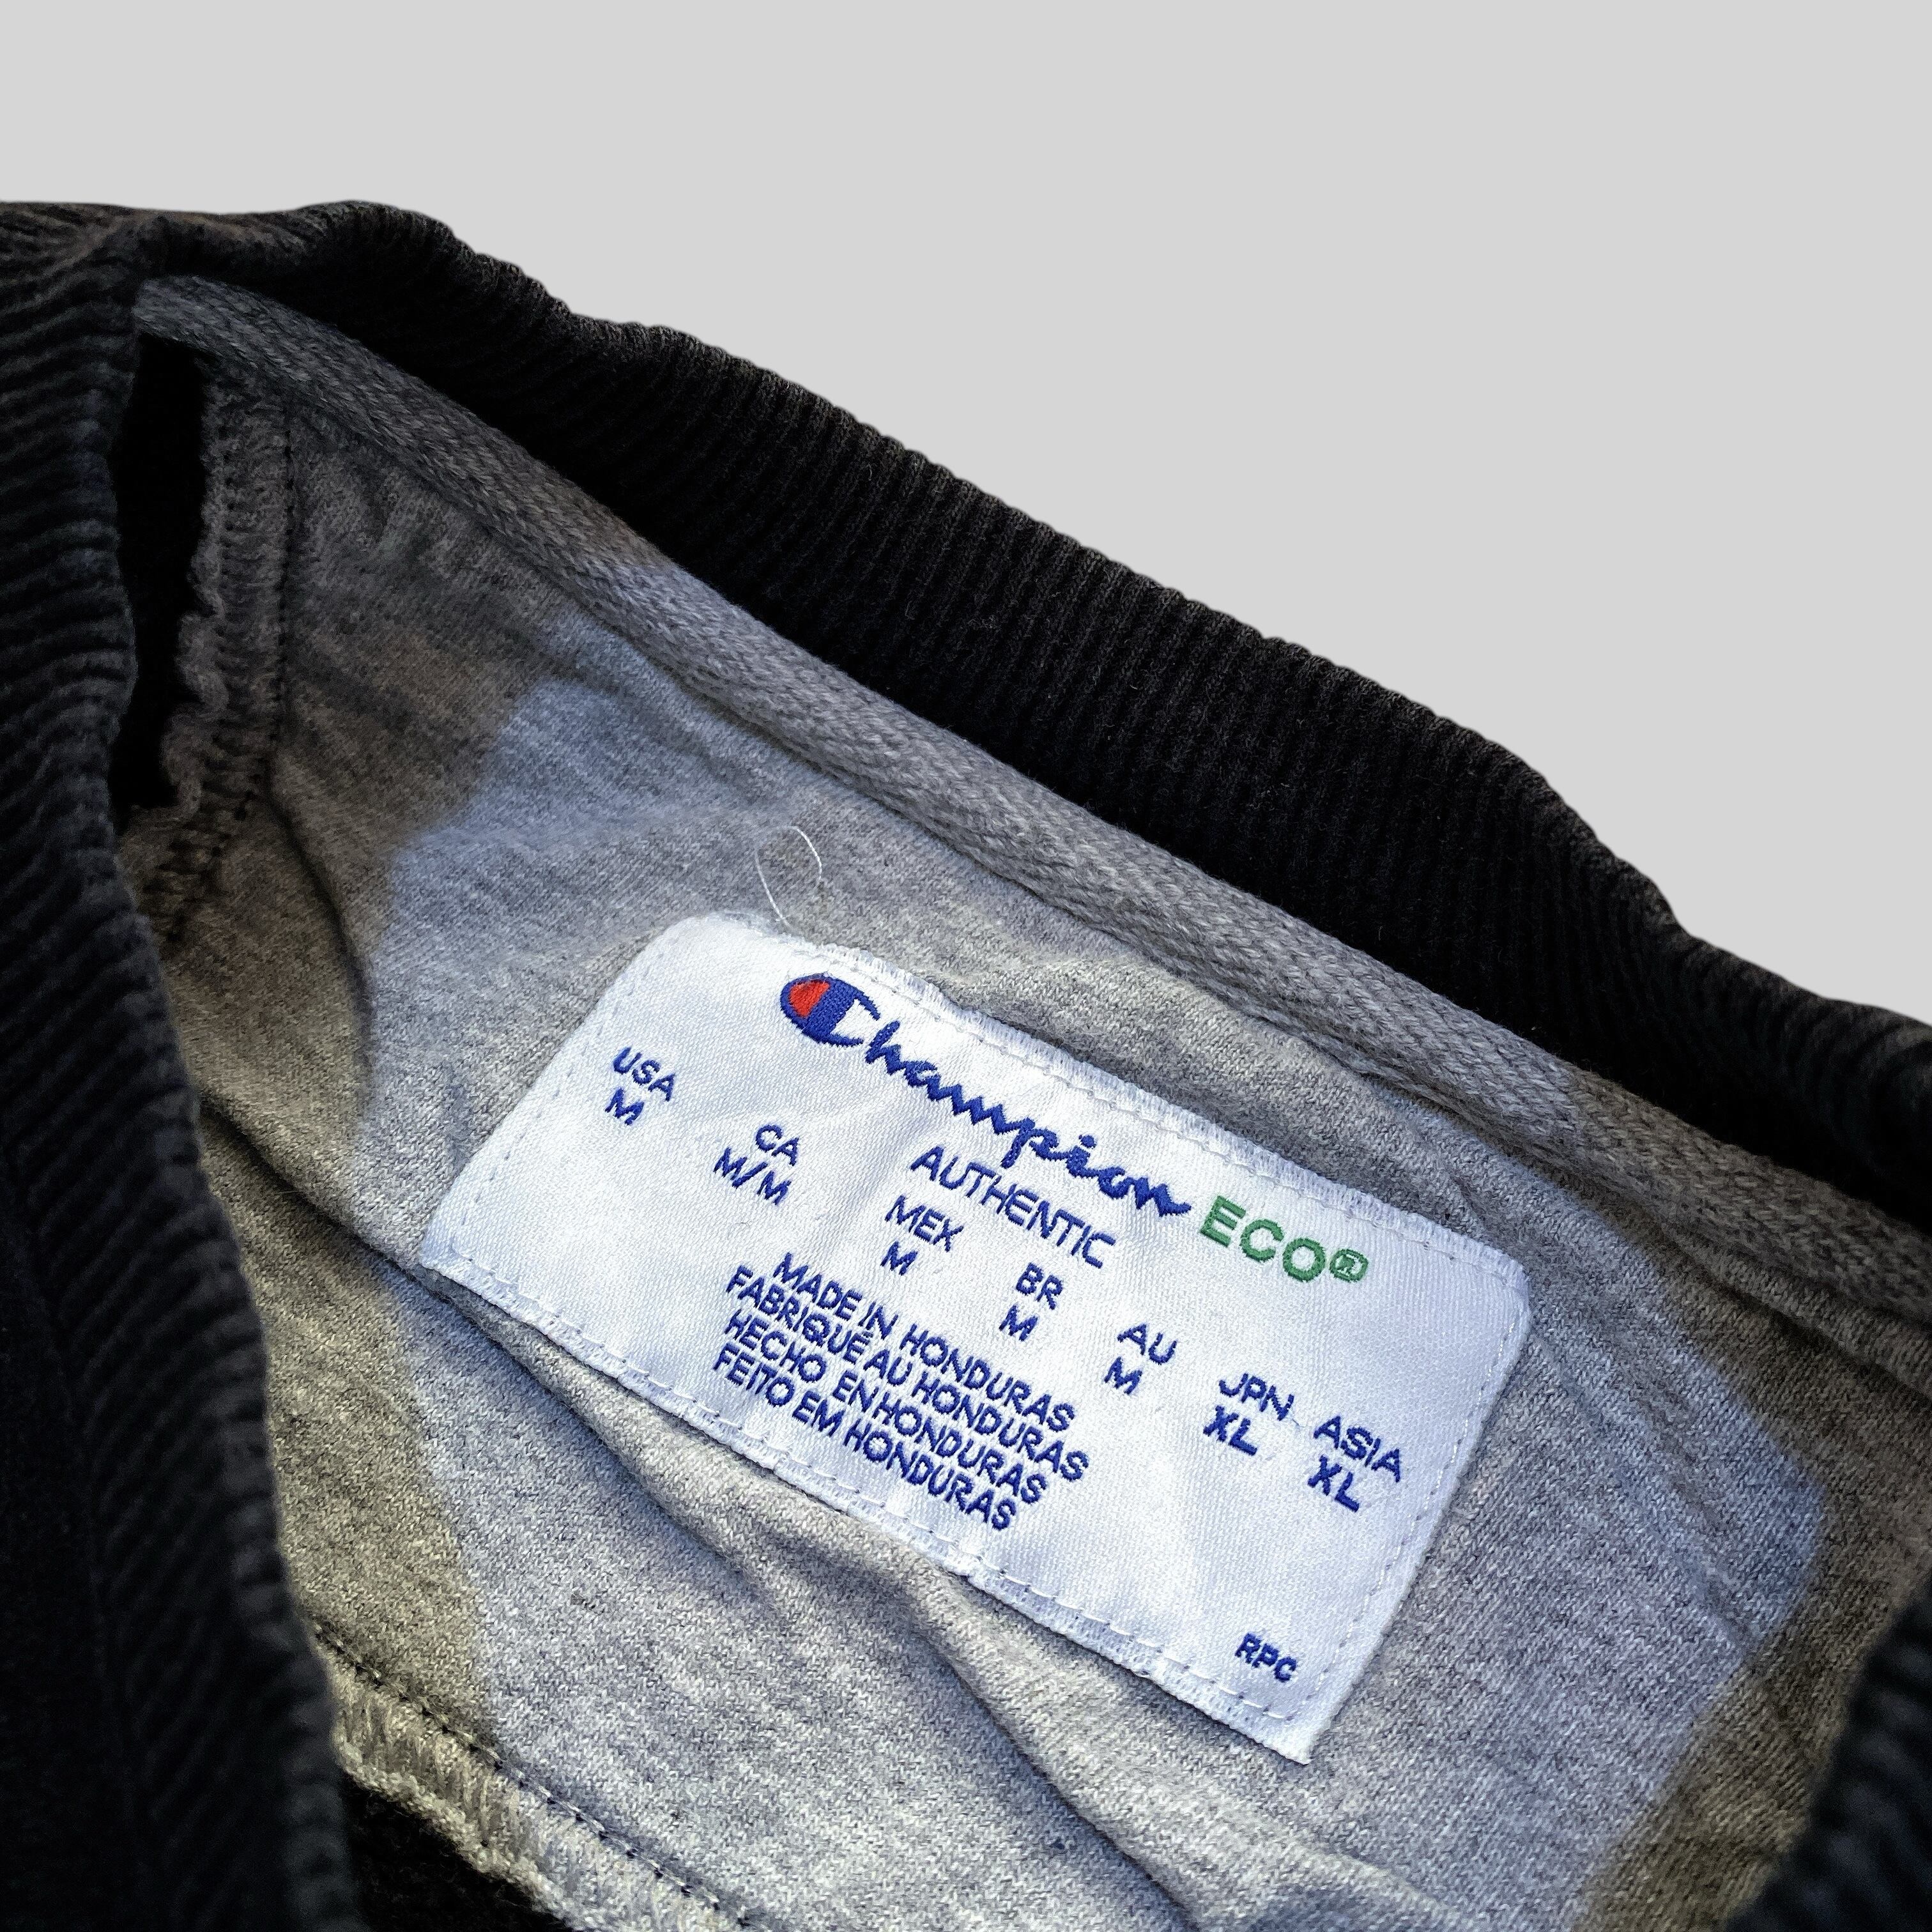 Champion ECO®
AUTHENTIC
USA CA MEX BR AU JPN ASIA
M M/M M M M XL XL
MADE IN HONDURAS
FABRIQUÉ AU HONDURAS
HECHO EN HONDURAS
FEITO EM HONDURAS
RPC